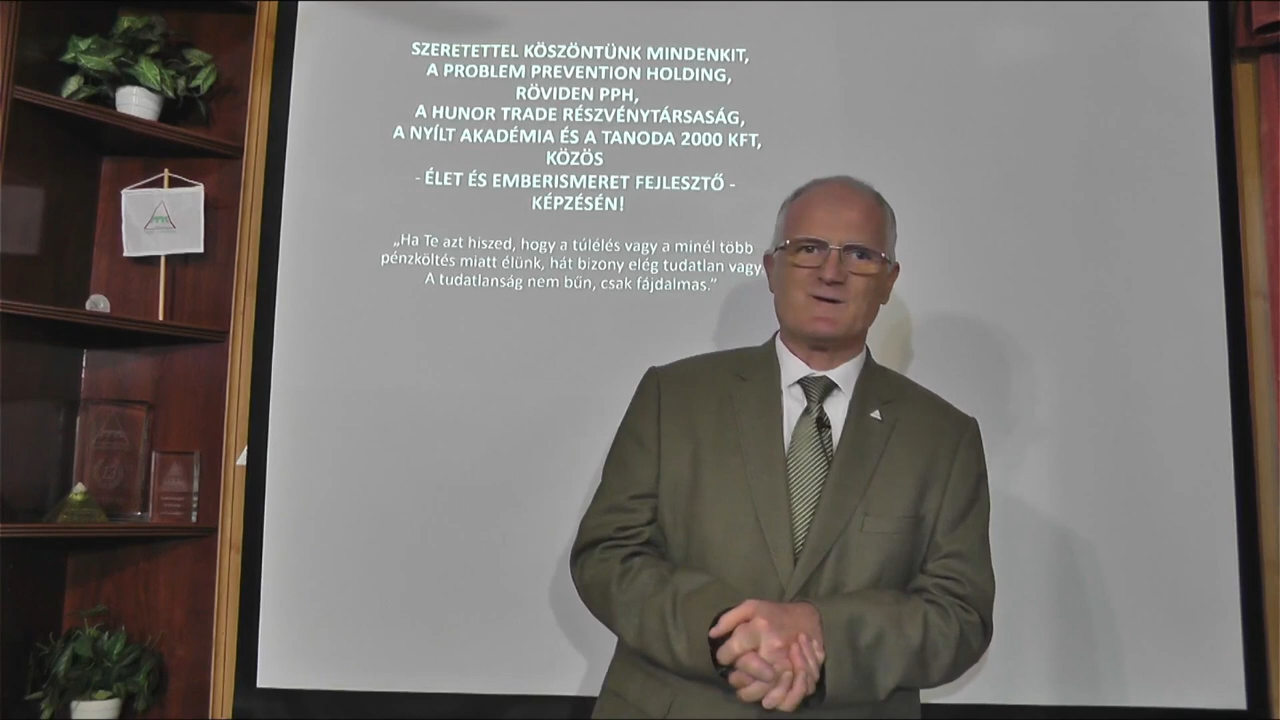 SZERETETTEL KÖSZÖNTÜNK MINDENKIT,
A PROBLEM PREVENTION HOLDING,
RÖVIDEN PPH,
A HUNOR TRADE RÉSZVÉNYTÁRSASÁG,
A NYÍLT AKADÉMIA ÉS A TANODA 2000 KFT,
KÖZÖS
- ÉLET ÉS EMBERISMERET FEJLESZTŐ -
KÉPZÉSÉN!
„Ha Te azt hiszed, hogy a túlélés vagy a minél több
pénzköltés miatt élünk, hát bizony elég tudatlan vagy.
A tudatlanság nem bűn, csak fájdalmas.”